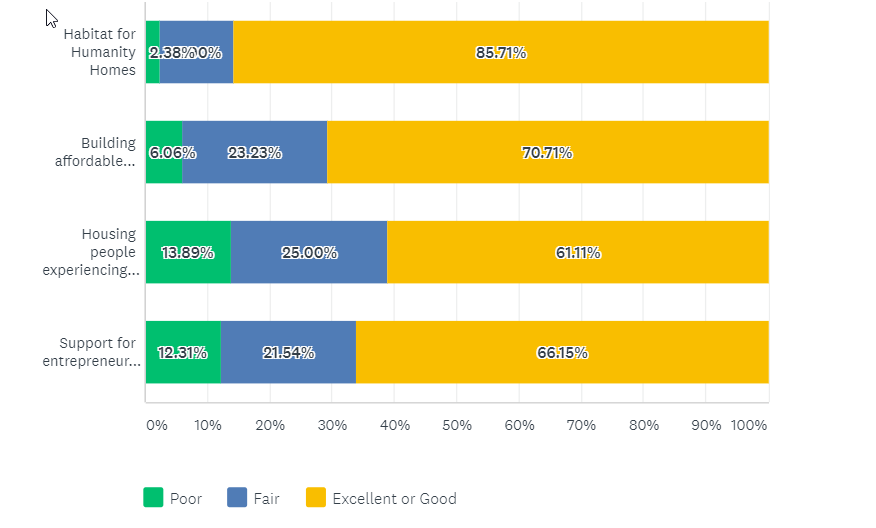 Habitat for
Humanity
Homes
2.38%
85.71%
Building
affordable...
6.06% 23.23% 70.71%
Housing
people
experiencing...
13.89% 25.00% 61.11%
Support for
entrepreneur...
12.31% 21.54% 66.15%
0% 10% 20% 30% 40% 50% 60% 70% 80% 90% 100%
Poor Fair Excellent or Good